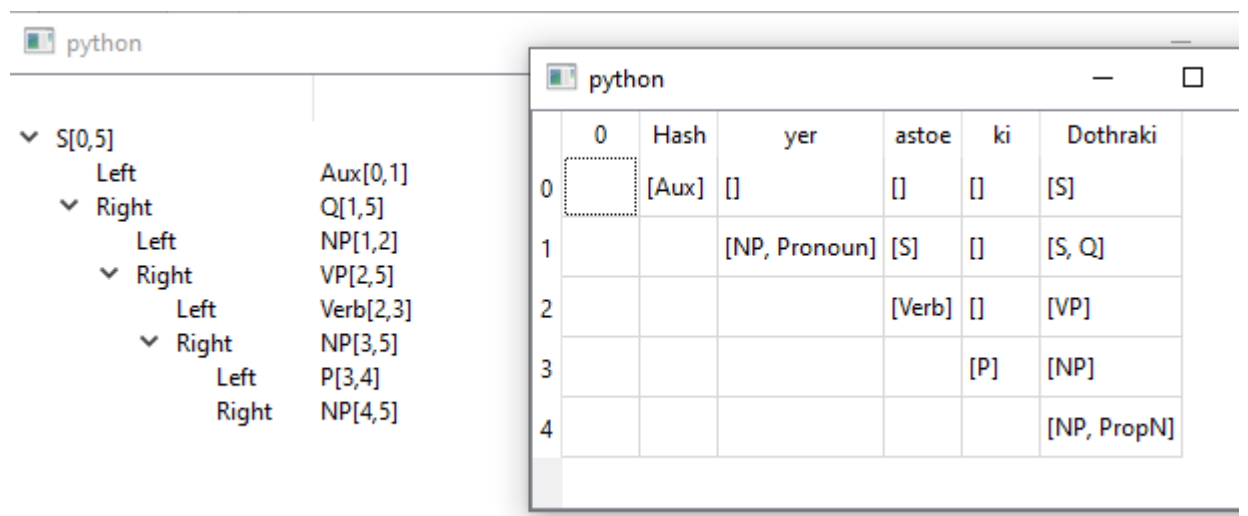 python
S[0,5]
Left Aux[0,1]
Right Q[1,5]
Left NP[1,2]
Right VP[2,5]
Left Verb[2,3]
Right NP[3,5]
Left P[3,4]
Right NP[4,5]
python
0 Hash yer astoe ki Dothraki
0 [Aux] [] [] [] [S]
1 [NP, Pronoun] [S] [] [S, Q]
2 [Verb] [] [VP]
3 [P] [NP]
4 [NP, PropN]